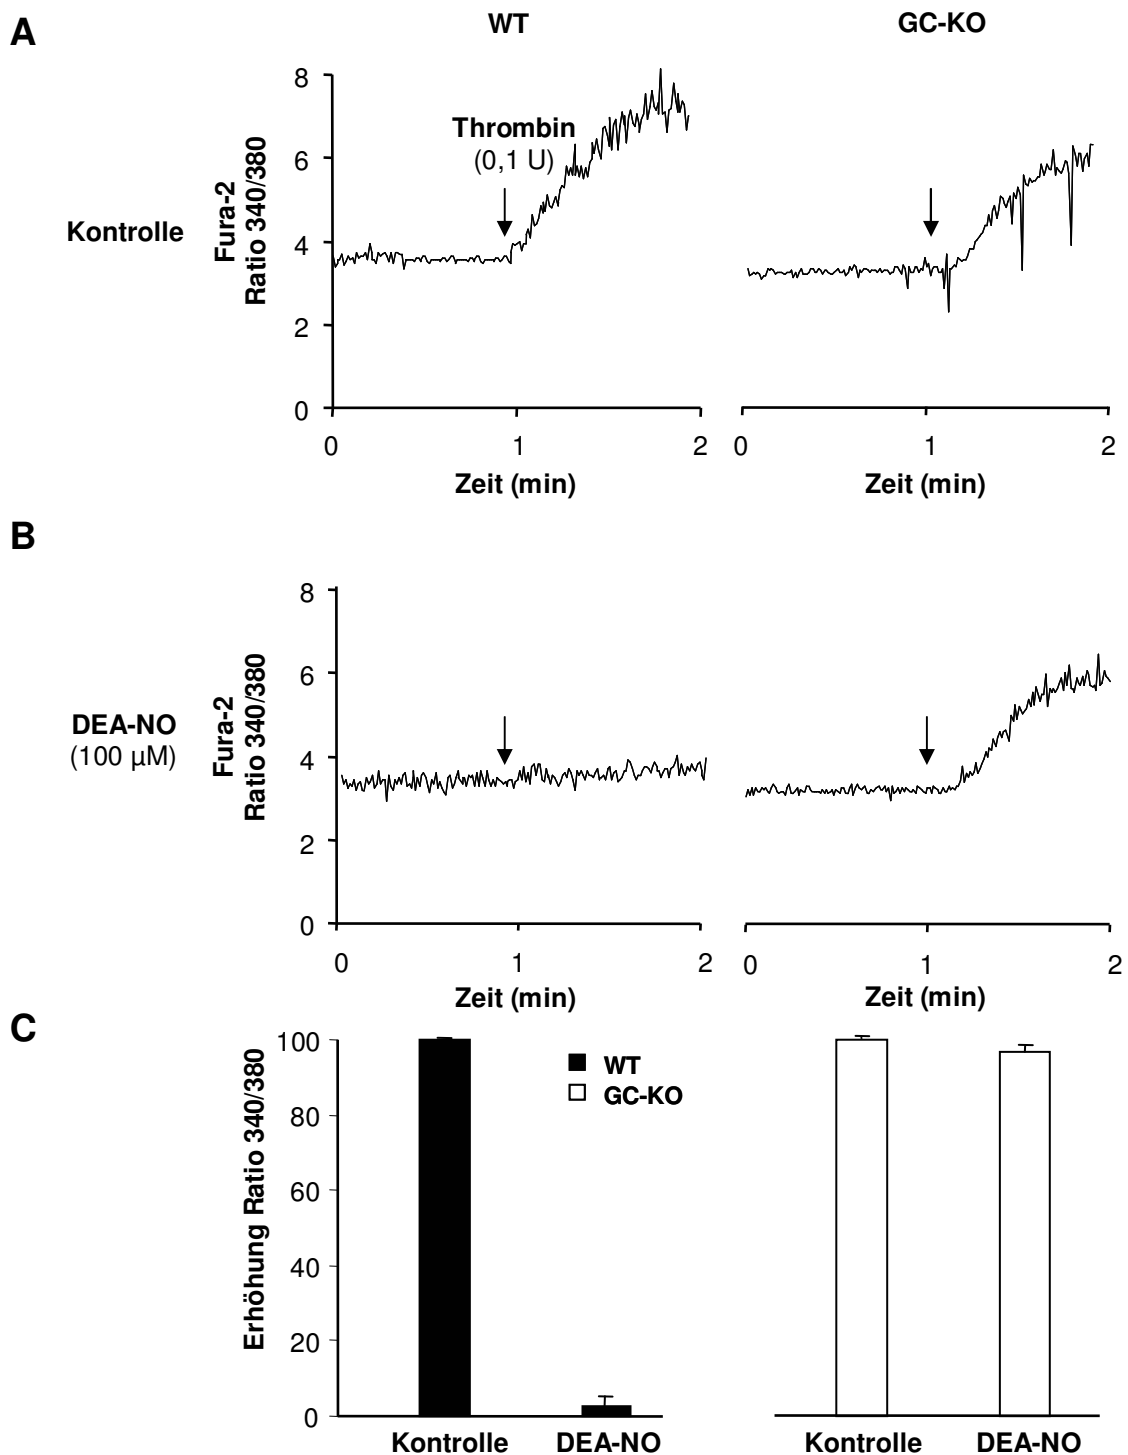 A
WT
GC-KO
8
Thrombin
(0,1 U)
6
Kontrolle
Fura-2
Ratio 340/380
4
2
0
0 1 2
0 1 2
Zeit (min)
Zeit (min)
B
8
6
DEA-NO
(100 µM)
Fura-2
Ratio 340/380
4
2
0
0 1 2
0 1 2
Zeit (min)
Zeit (min)
C
Erhöhung Ratio 340/380
100
80
60
40
20
0
WT
GC-KO
Kontrolle DEA-NO
Kontrolle DEA-NO